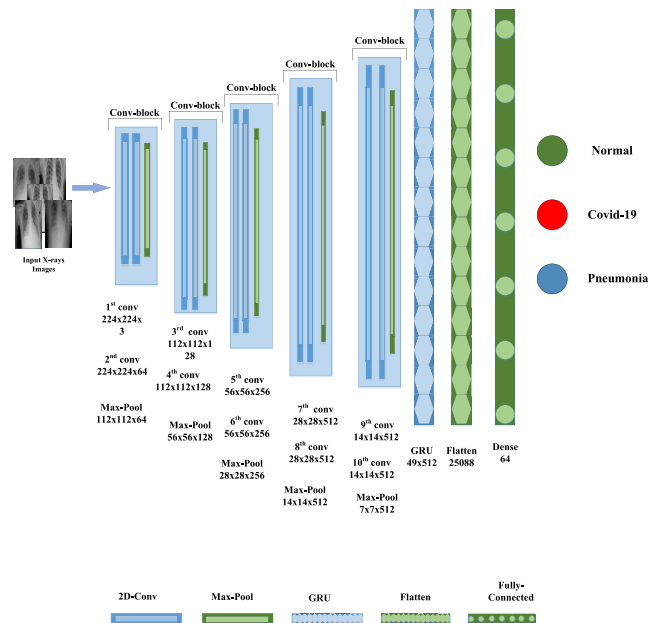 Conv-block
Conv-block
Conv-block
Conv-block
Conv-block
Input X-rays
Images
1st conv
224x224x
3
2nd conv
224x224x64
Max-Pool
112x112x64
3rd conv
112x112x1
28
4th conv
112x112x128
Max-Pool
56x56x128
5th conv
56x56x256
6th conv
56x56x256
Max-Pool
28x28x256
7th conv
28x28x512
8th conv
28x28x512
Max-Pool
14x14x512
9th conv
14x14x512
10th conv
14x14x512
Max-Pool
7x7x512
GRU
49x512
Flatten
25088
Dense
64
Normal
Covid-19
Pneumonia
2D-Conv
Max-Pool
GRU
Flatten
Fully-
Connected